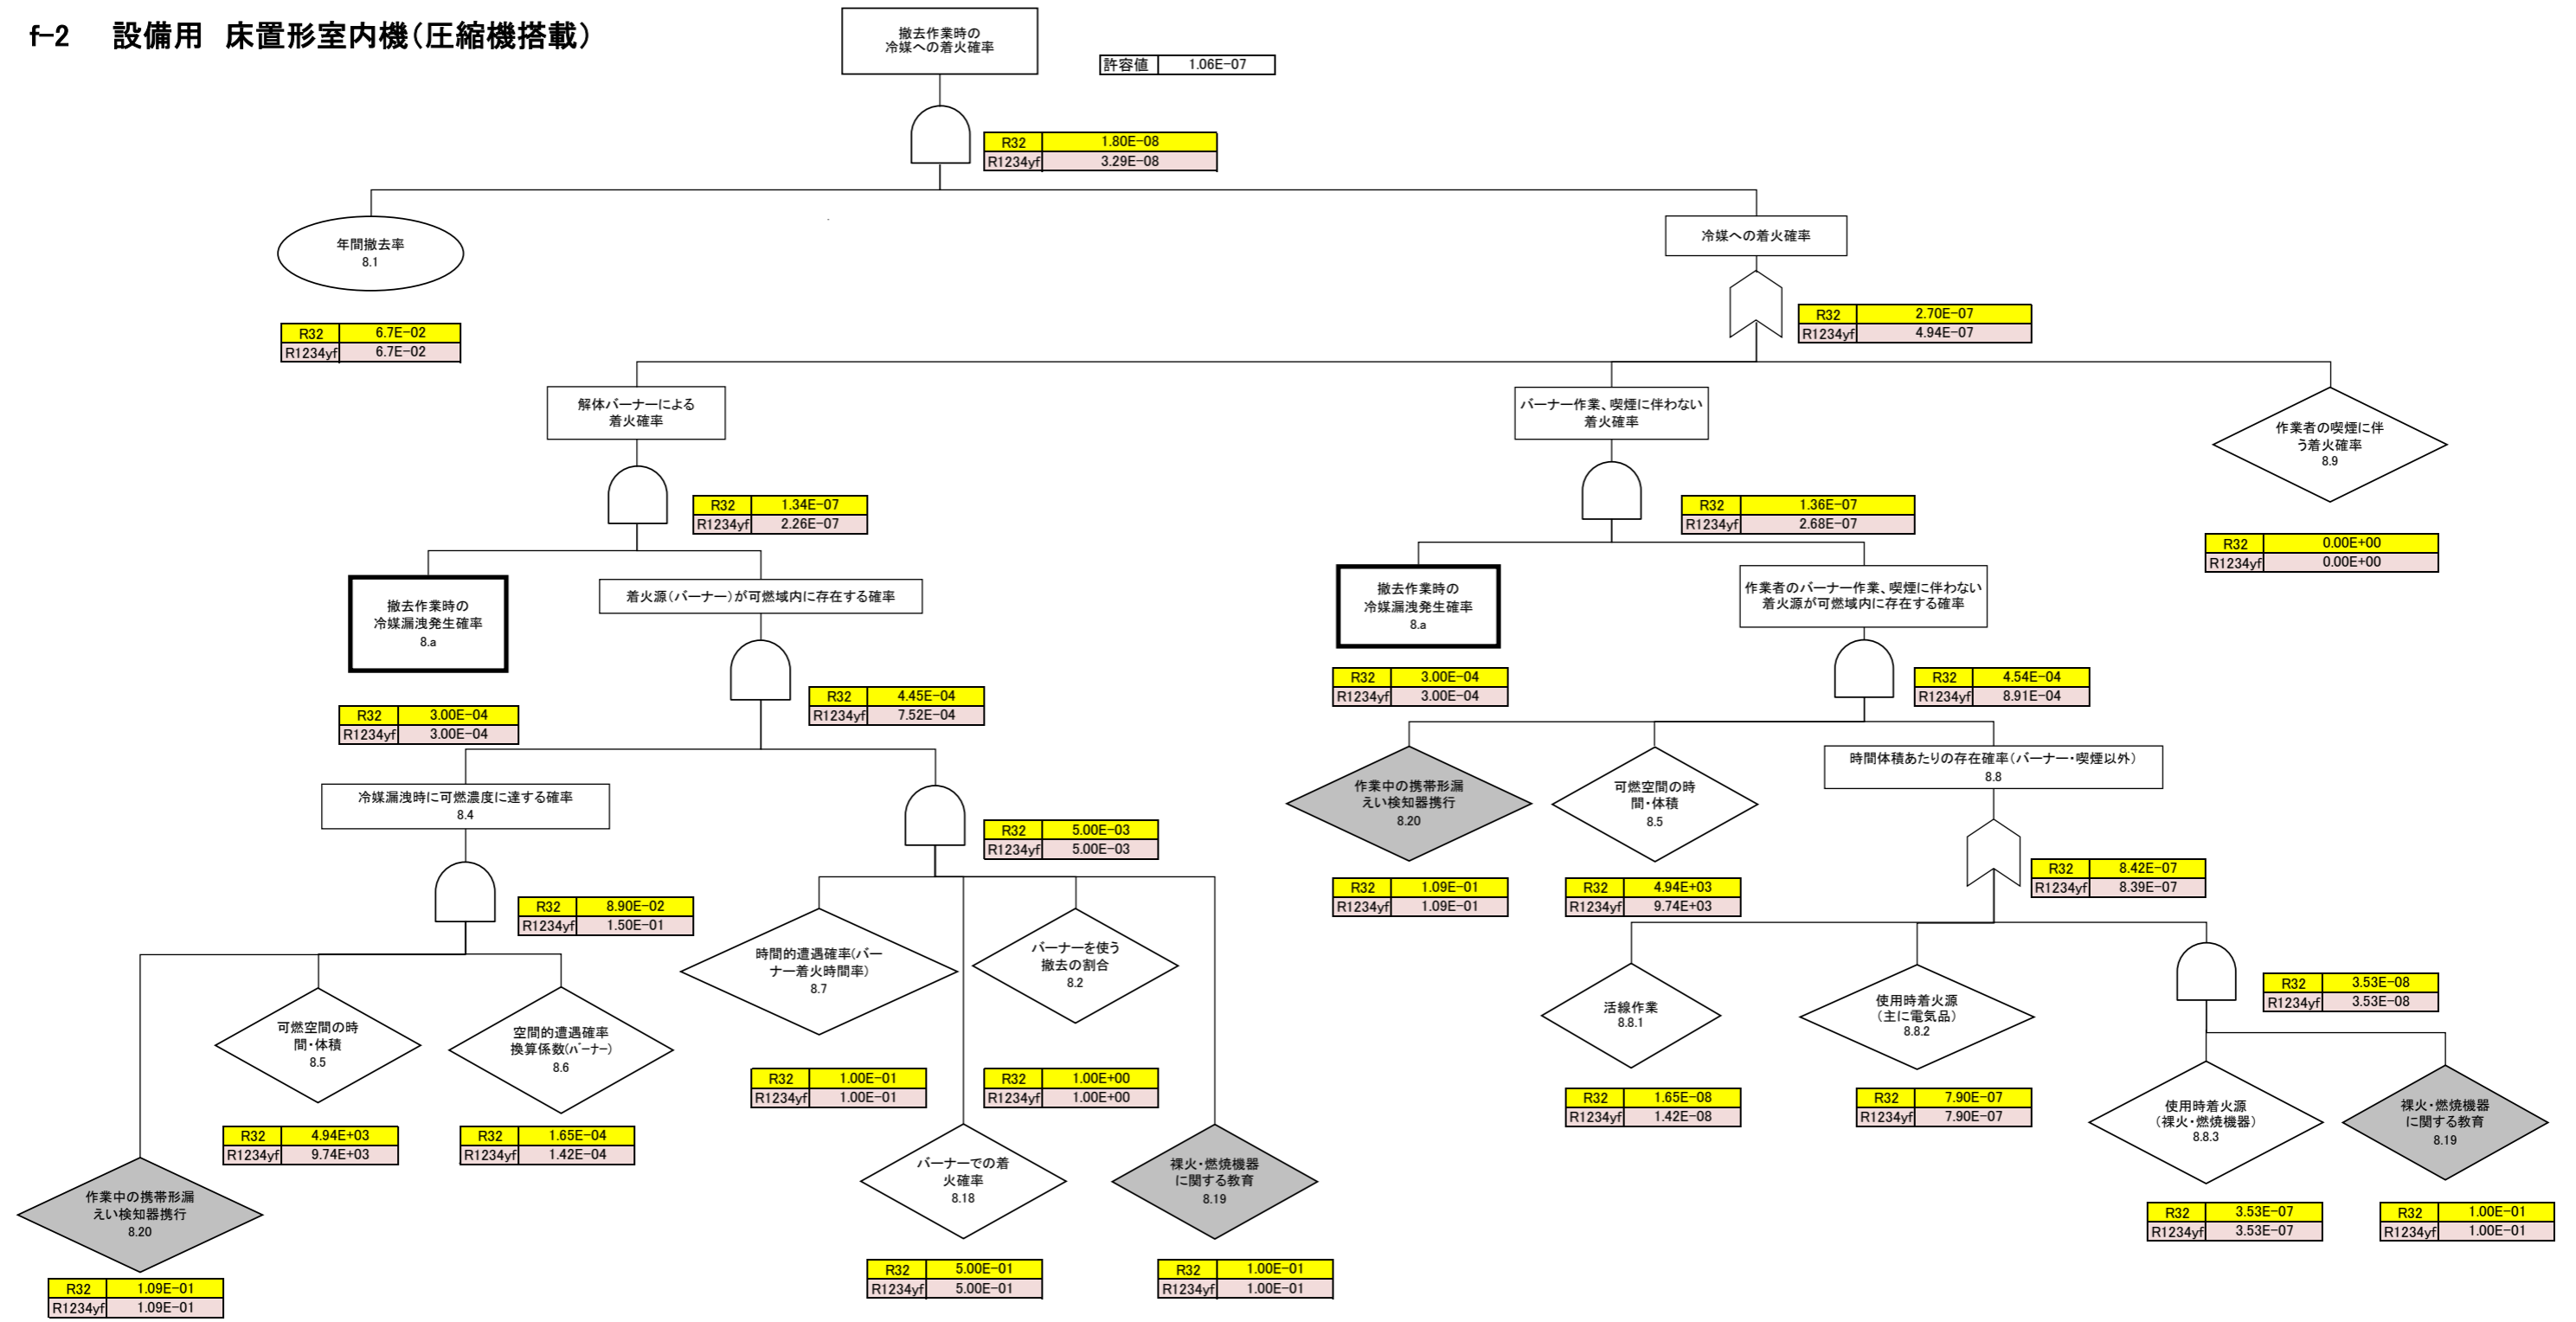 f-2 設備用 床置形室内機(圧縮機搭載)
撤去作業時の
冷媒への着火確率
許容値 1.06E-07
R32 1.80E-08
R1234yf 3.29E-08
年間撤去率
8.1
R32 6.7E-02
R1234yf 6.7E-02
冷媒への着火確率
R32 2.70E-07
R1234yf 4.94E-07
解体バーナーによる
着火確率
R32 1.34E-07
R1234yf 2.26E-07
バーナー作業、喫煙に伴わない
着火確率
R32 1.36E-07
R1234yf 2.68E-07
作業者の喫煙に伴
う着火確率
8.9
R32 0.00E+00
R1234yf 0.00E+00
撤去作業時の
冷媒漏洩発生確率
8.a
R32 3.00E-04
R1234yf 3.00E-04
着火源(バーナー)が可燃域内に存在する確率
R32 4.45E-04
R1234yf 7.52E-04
撤去作業時の
冷媒漏洩発生確率
8.a
R32 3.00E-04
R1234yf 3.00E-04
作業者のバーナー作業、喫煙に伴わない
着火源が可燃域内に存在する確率
R32 4.54E-04
R1234yf 8.91E-04
冷媒漏洩時に可燃濃度に達する確率
8.4
R32 8.90E-02
R1234yf 1.50E-01
R32 5.00E-03
R1234yf 5.00E-03
作業中の携帯形漏
えい検知器携行
8.20
R32 1.09E-01
R1234yf 1.09E-01
可燃空間の時
間・体積
8.5
R32 4.94E+03
R1234yf 9.74E+03
時間体積あたりの存在確率(バーナー・喫煙以外)
8.8
R32 8.42E-07
R1234yf 8.39E-07
可燃空間の時
間・体積
8.5
R32 4.94E+03
R1234yf 9.74E+03
空間的遭遇確率
換算係数(バーナー)
8.6
R32 1.65E-04
R1234yf 1.42E-04
時間的遭遇確率(バー
ナー着火時間率)
8.7
R32 1.00E-01
R1234yf 1.00E-01
バーナーを使う
撤去の割合
8.2
R32 1.00E+00
R1234yf 1.00E+00
活線作業
8.8.1
R32 1.65E-08
R1234yf 1.42E-08
使用時着火源
(主に電気品)
8.8.2
R32 7.90E-07
R1234yf 7.90E-07
R32 3.53E-08
R1234yf 3.53E-08
作業中の携帯形漏
えい検知器携行
8.20
R32 1.09E-01
R1234yf 1.09E-01
バーナーでの着
火確率
8.18
R32 5.00E-01
R1234yf 5.00E-01
裸火・燃焼機器
に関する教育
8.19
R32 1.00E-01
R1234yf 1.00E-01
使用時着火源
(裸火・燃焼機器)
8.8.3
R32 3.53E-07
R1234yf 3.53E-07
裸火・燃焼機器
に関する教育
8.19
R32 1.00E-01
R1234yf 1.00E-01